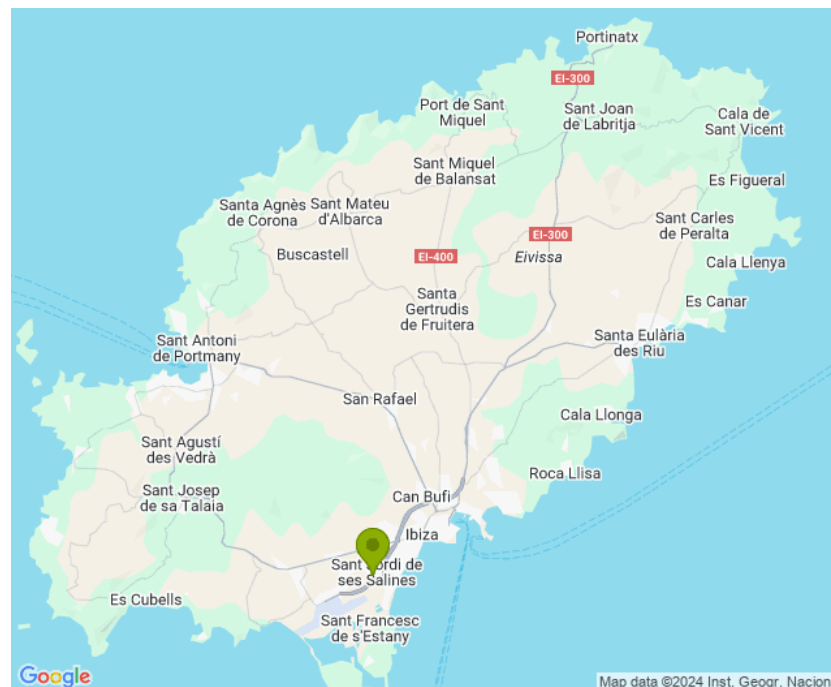 Portinatx
EI-300
Port de Sant
Miquel
Sant Joan
de Labritja
Cala de
Sant Vicent
Sant Miquel
de Balansat
Es Figueral
Santa Agnès
de Corona
Sant Mateu
d'Albarca
Sant Carles
de Peralta
EI-300
Buscastell
EI-400
Eivissa
Cala Llenya
Santa
Gertrudis
de Fruitera
Es Canar
Sant Antoni
de Portmany
Santa Eulària
des Riu
San Rafael
Cala Llonga
Sant Agustí
des Vedrà
Roca Llisa
Sant Josep
de sa Talaia
Can Bufi
Ibiza
Sant Jordi de
ses Salines
Es Cubells
Sant Francesc
de s'Estany
Google
Map data ©2024 Inst. Geogr. Nacion